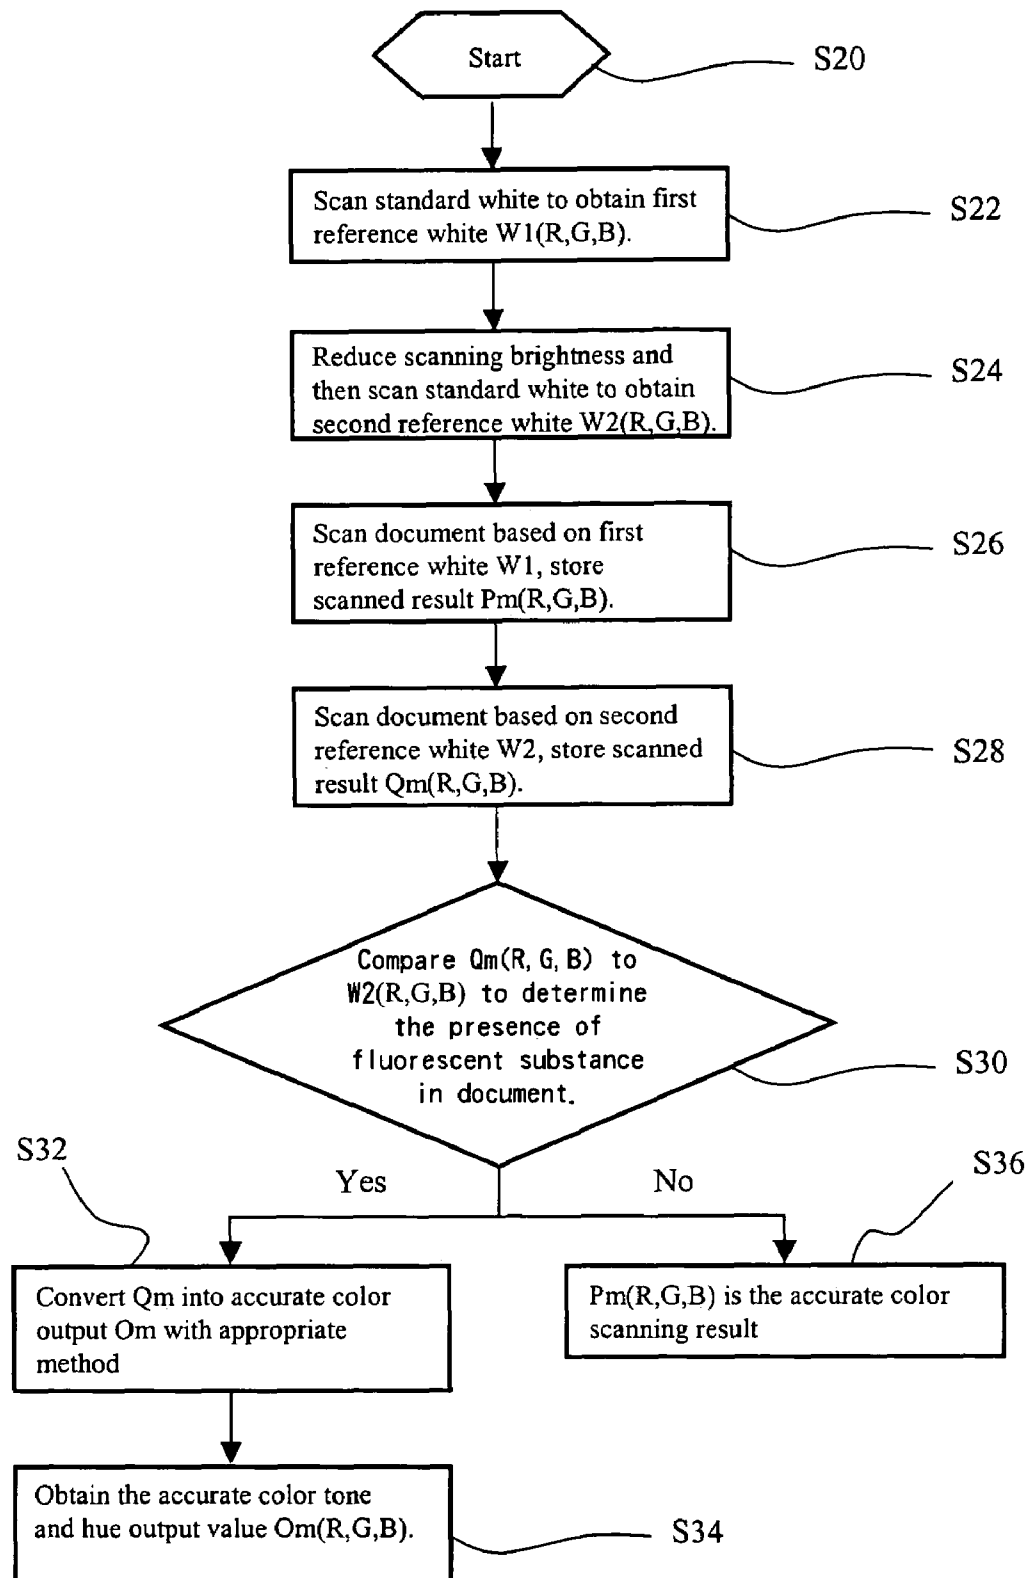 Start
S20
Scan standard white to obtain first
reference white W1(R,G,B).
S22
Reduce scanning brightness and
then scan standard white to obtain
second reference white W2(R,G,B).
S24
Scan document based on first
reference white W1, store
scanned result Pm(R,G,B).
S26
Scan document based on second
reference white W2, store scanned
result Qm(R,G,B).
S28
Compare Qm(R,G,B) to
W2(R,G,B) to determine
the presence of
fluorescent substance
in document.
S30
S32
Yes
No
S36
Convert Qm into accurate color
output Om with appropriate
method
Pm(R,G,B) is the accurate color
scanning result
Obtain the accurate color tone
and hue output value Om(R,G,B).
S34